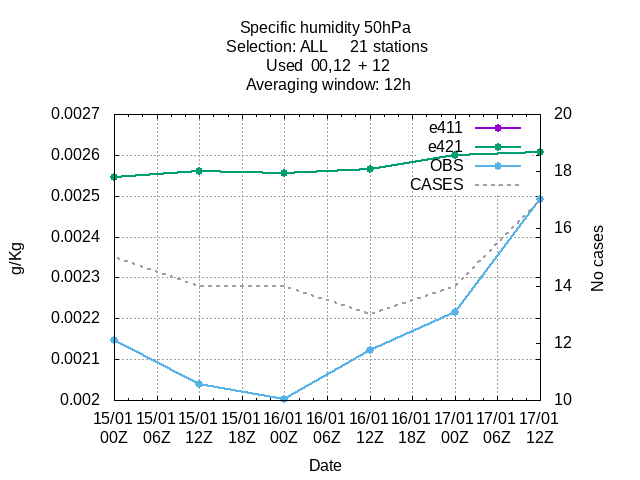 Specific humidity 50hPa
Selection: ALL     21 stations
Used  00,12  + 12
Averaging window: 12h
0.0027
0.0026
0.0025
0.0024
0.0023
0.0022
0.0021
0.002
g/Kg
e411
e421
OBS
CASES
20
18
16
14
12
10
No cases
15/01 15/01 15/01 15/01 16/01 16/01 16/01 16/01 17/01 17/01 17/01
00Z 06Z 12Z 18Z 00Z 06Z 12Z 18Z 00Z 06Z 12Z
Date